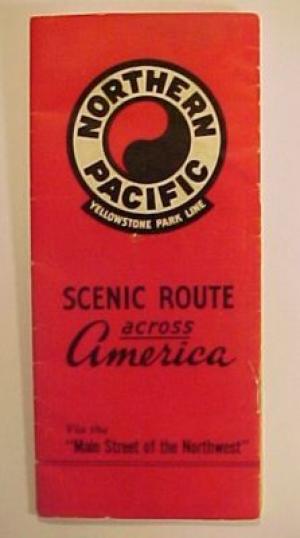 NORTHERN
PACIFIC
YELLOWSTONE PARK LINE
SCENIC ROUTE
across
America
Via the
"Main Street of the Northwest"